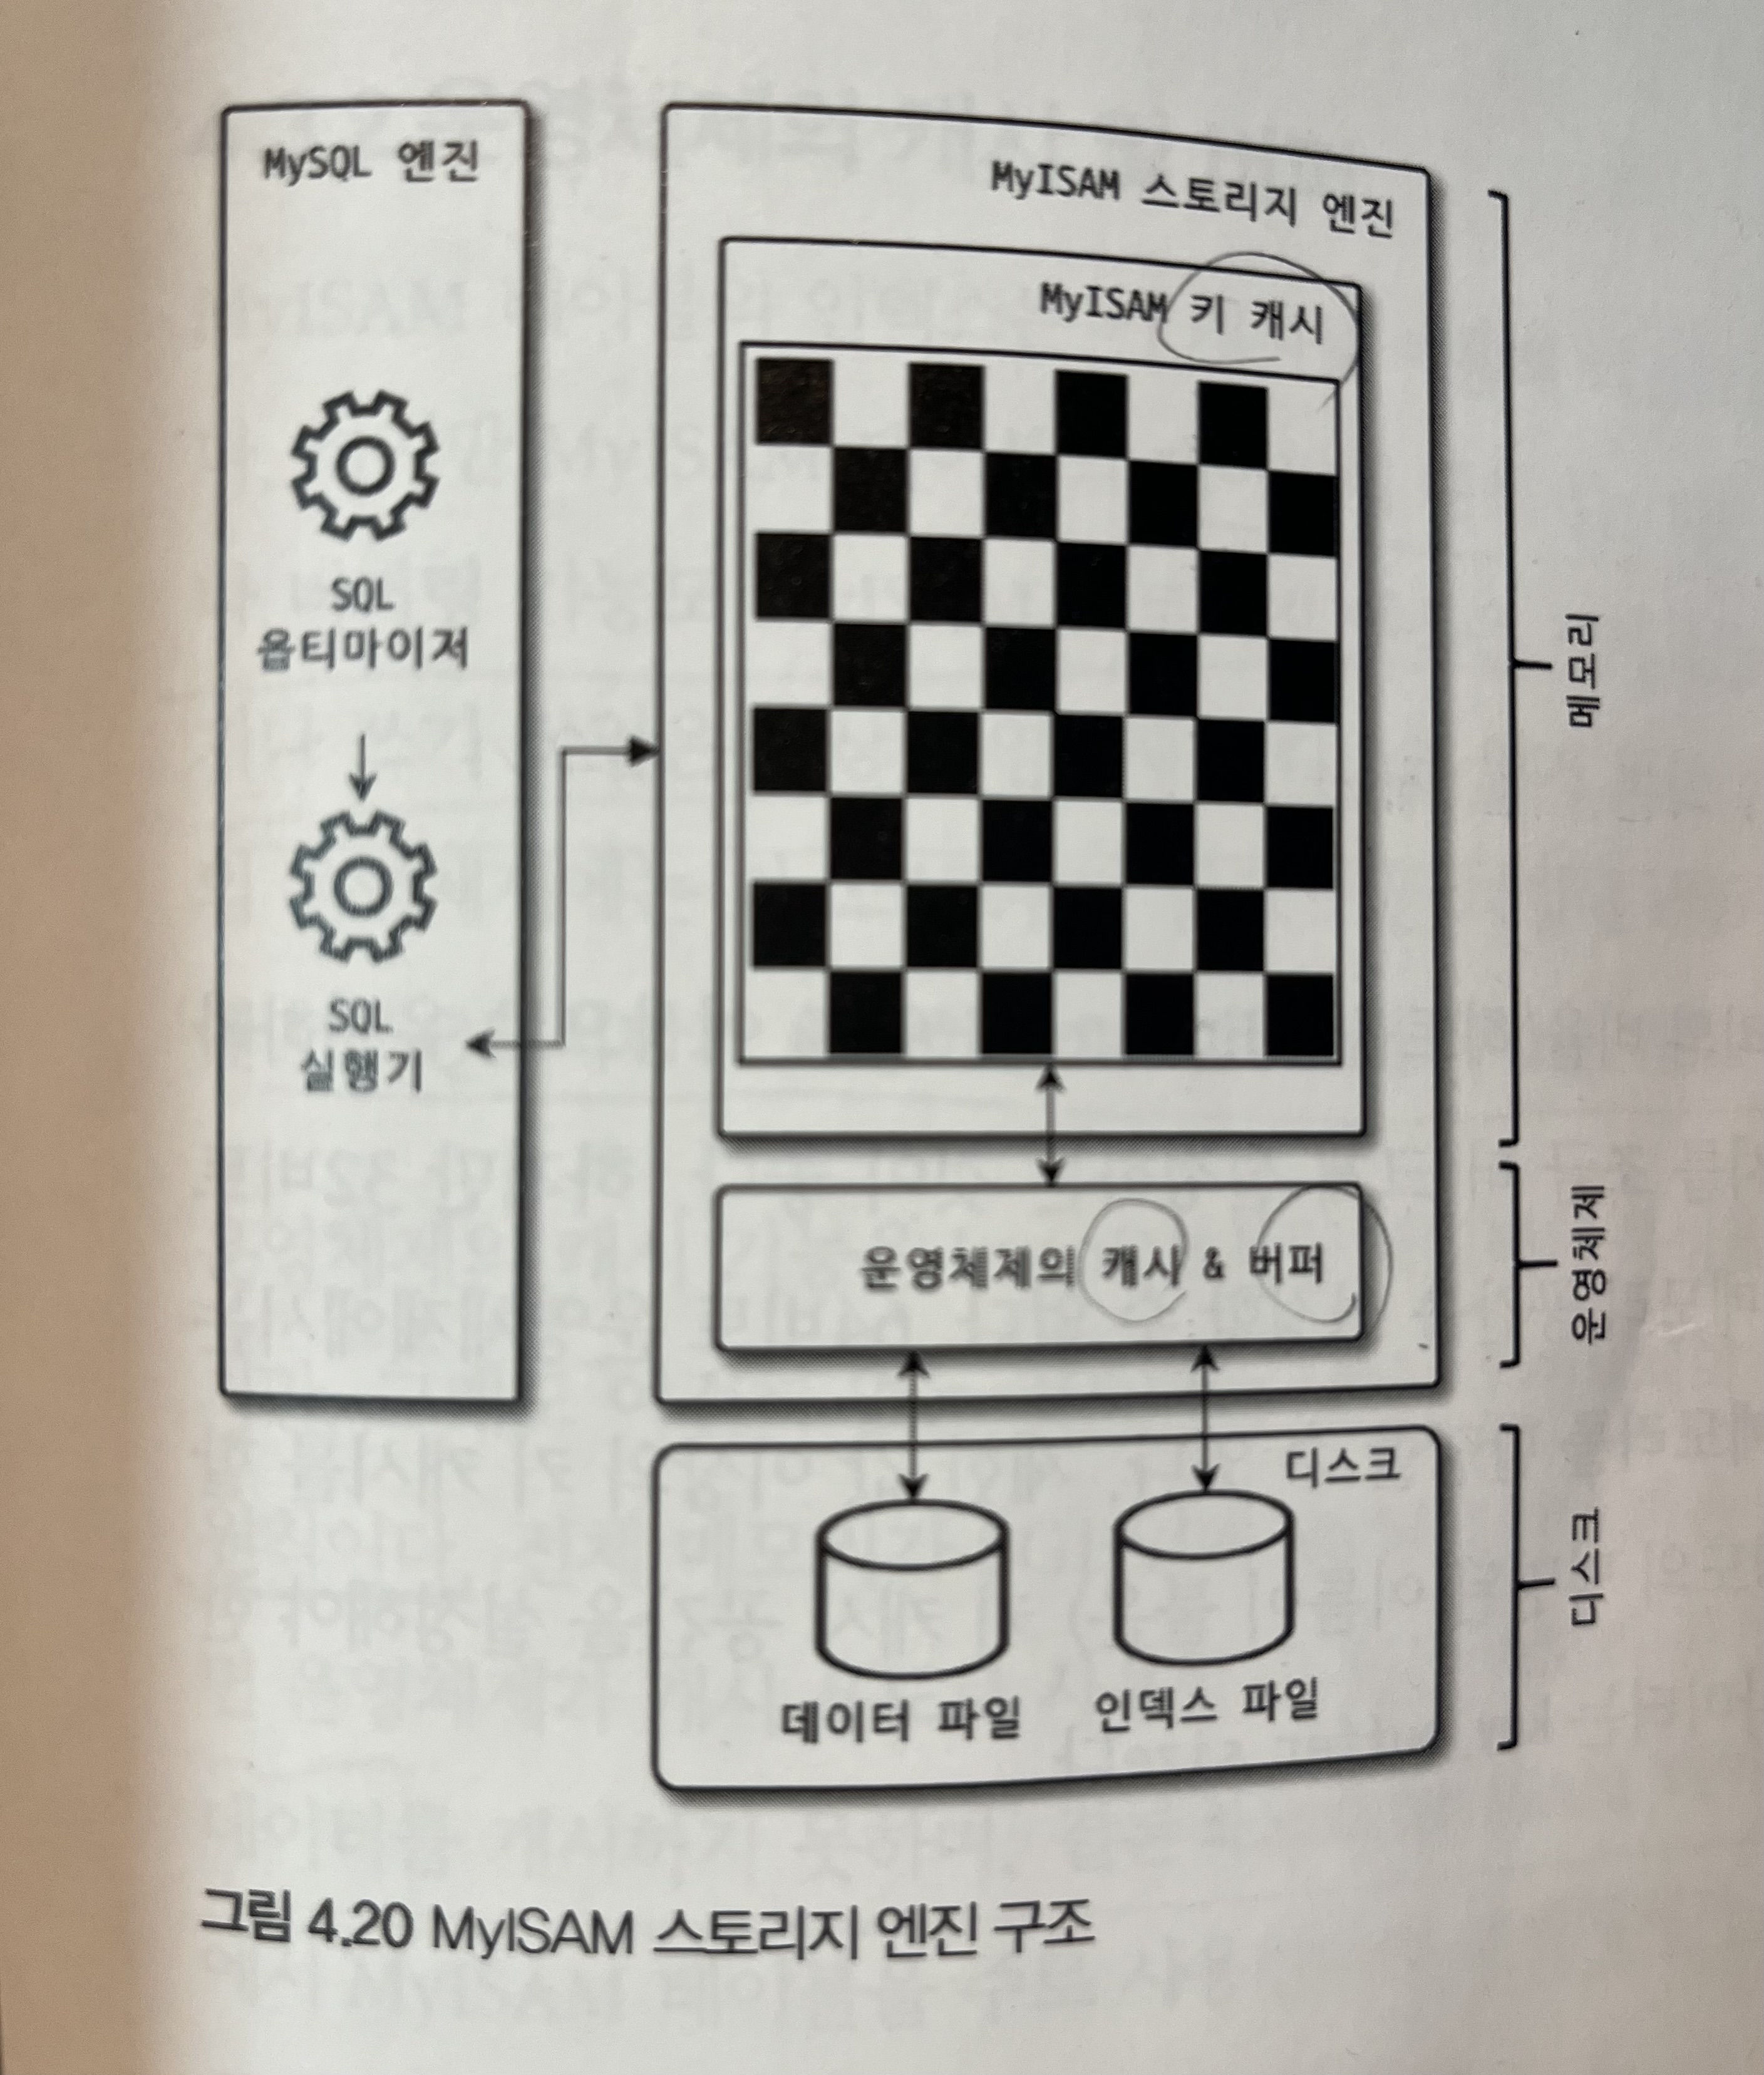 MySQL 엔진
SQL
옵티마이저
SQL
실행기
MyISAM 스토리지 엔진
MyISAM 키 캐시
운영체제의 캐시 & 버퍼
디스크
데이터 파일
인덱스 파일
메모리
운영체제
디스크
그림 4.20 MyISAM 스토리지 엔진 구조